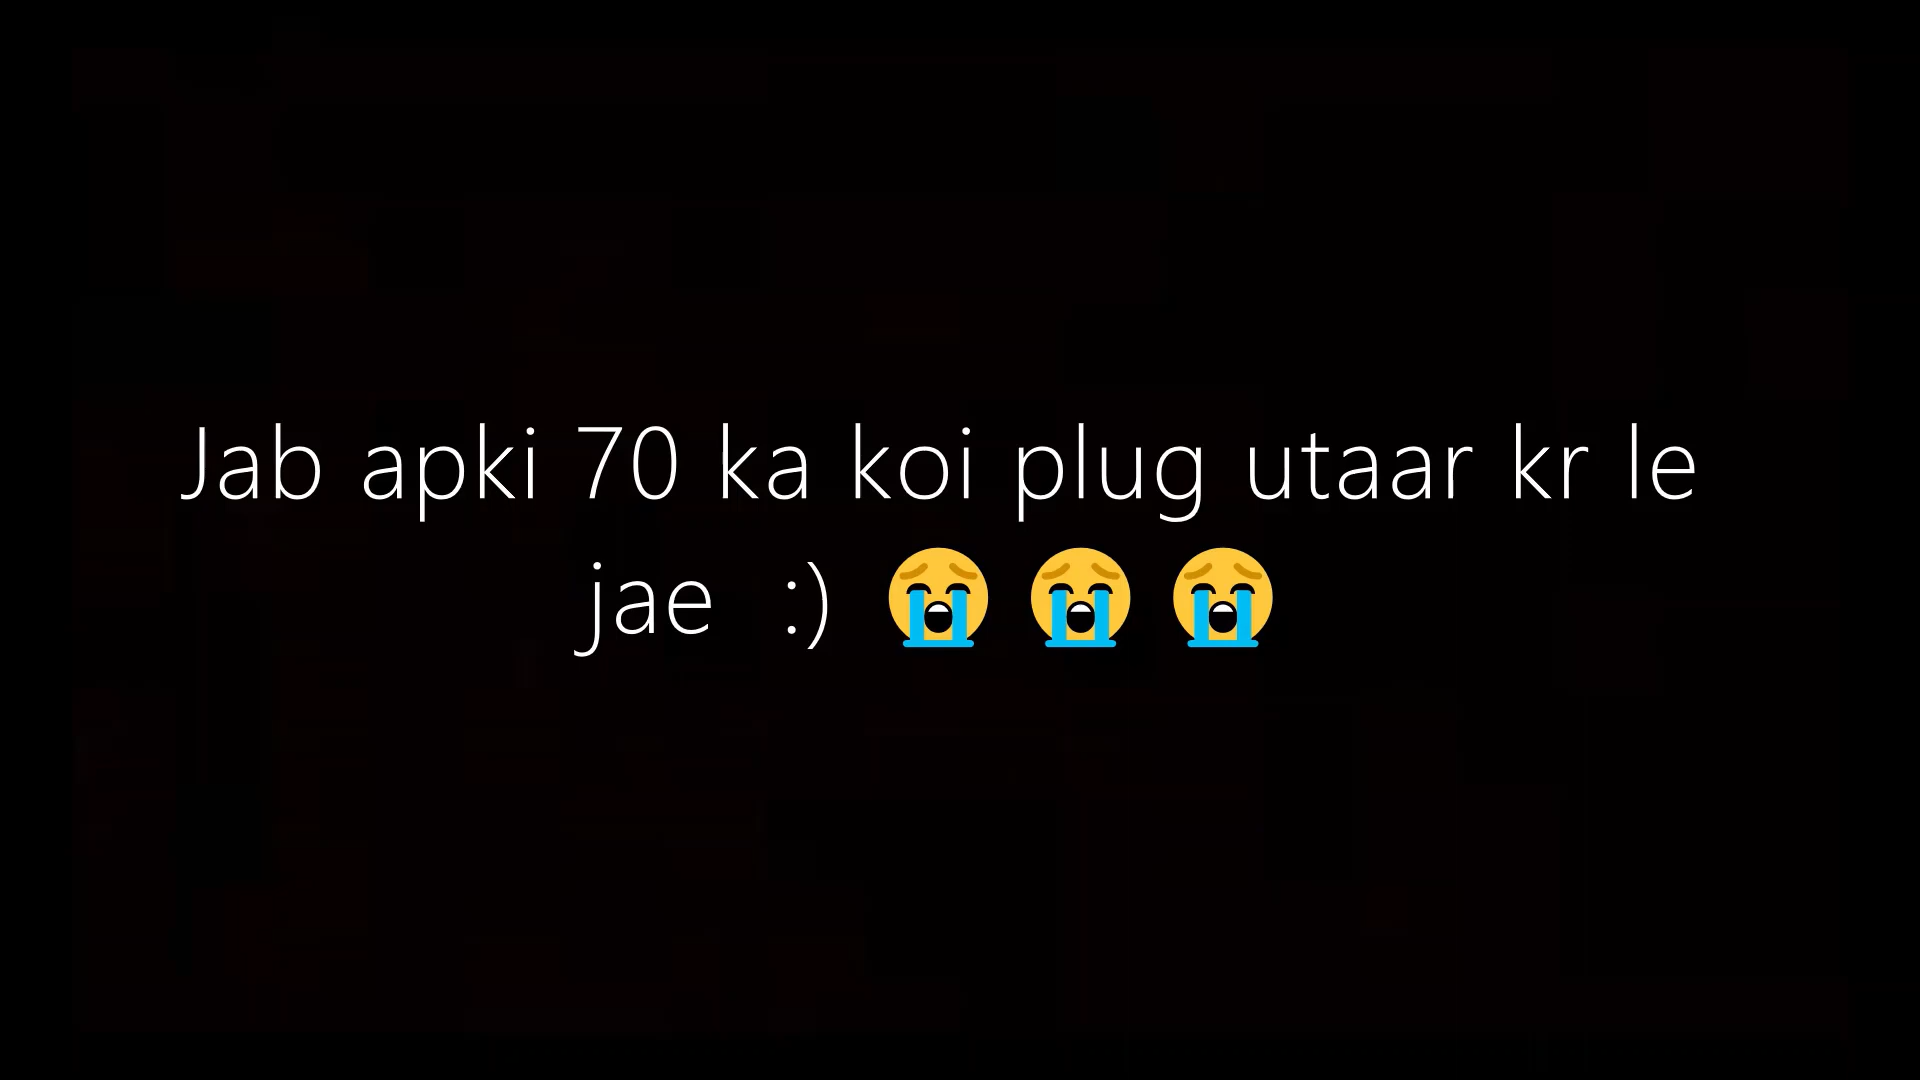 Jab apki 70 ka koi plug utaar kr le
jae :) 😭 😭 😭